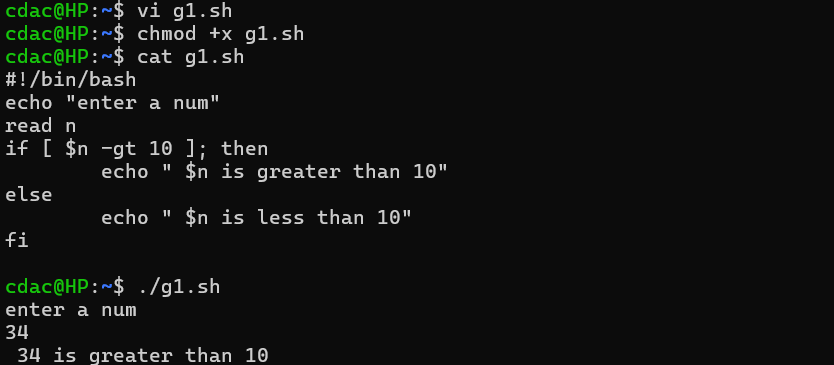 cdac@HP:~$ vi g1.sh
cdac@HP:~$ chmod +x g1.sh
cdac@HP:~$ cat g1.sh
#!/bin/bash
echo "enter a num"
read n
if [ $n -gt 10 ]; then
        echo " $n is greater than 10"
else
        echo " $n is less than 10"
fi

cdac@HP:~$ ./g1.sh
enter a num
34
 34 is greater than 10